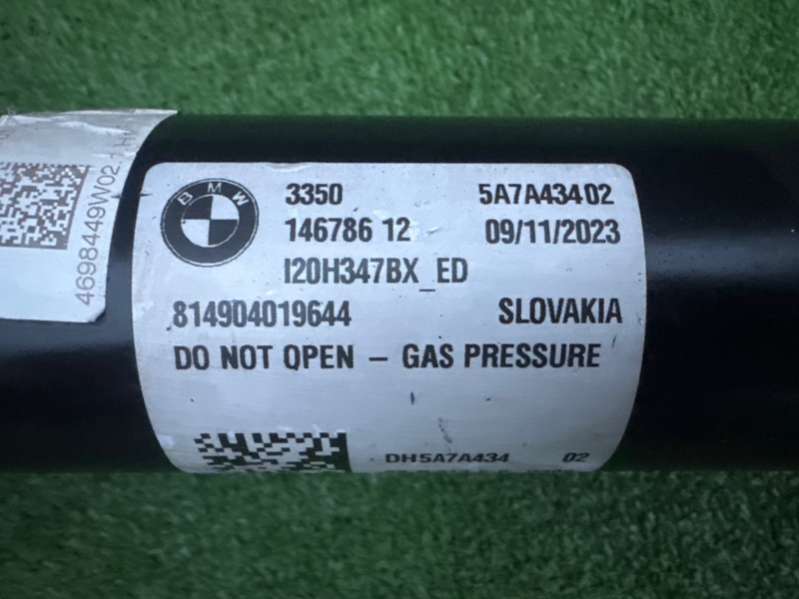 4698449W02
BMW
3350 5A7A43402
146786 12 09/11/2023
I20H347BX_ED
814904019644 SLOVAKIA
DO NOT OPEN – GAS PRESSURE
DH5A7A434 02